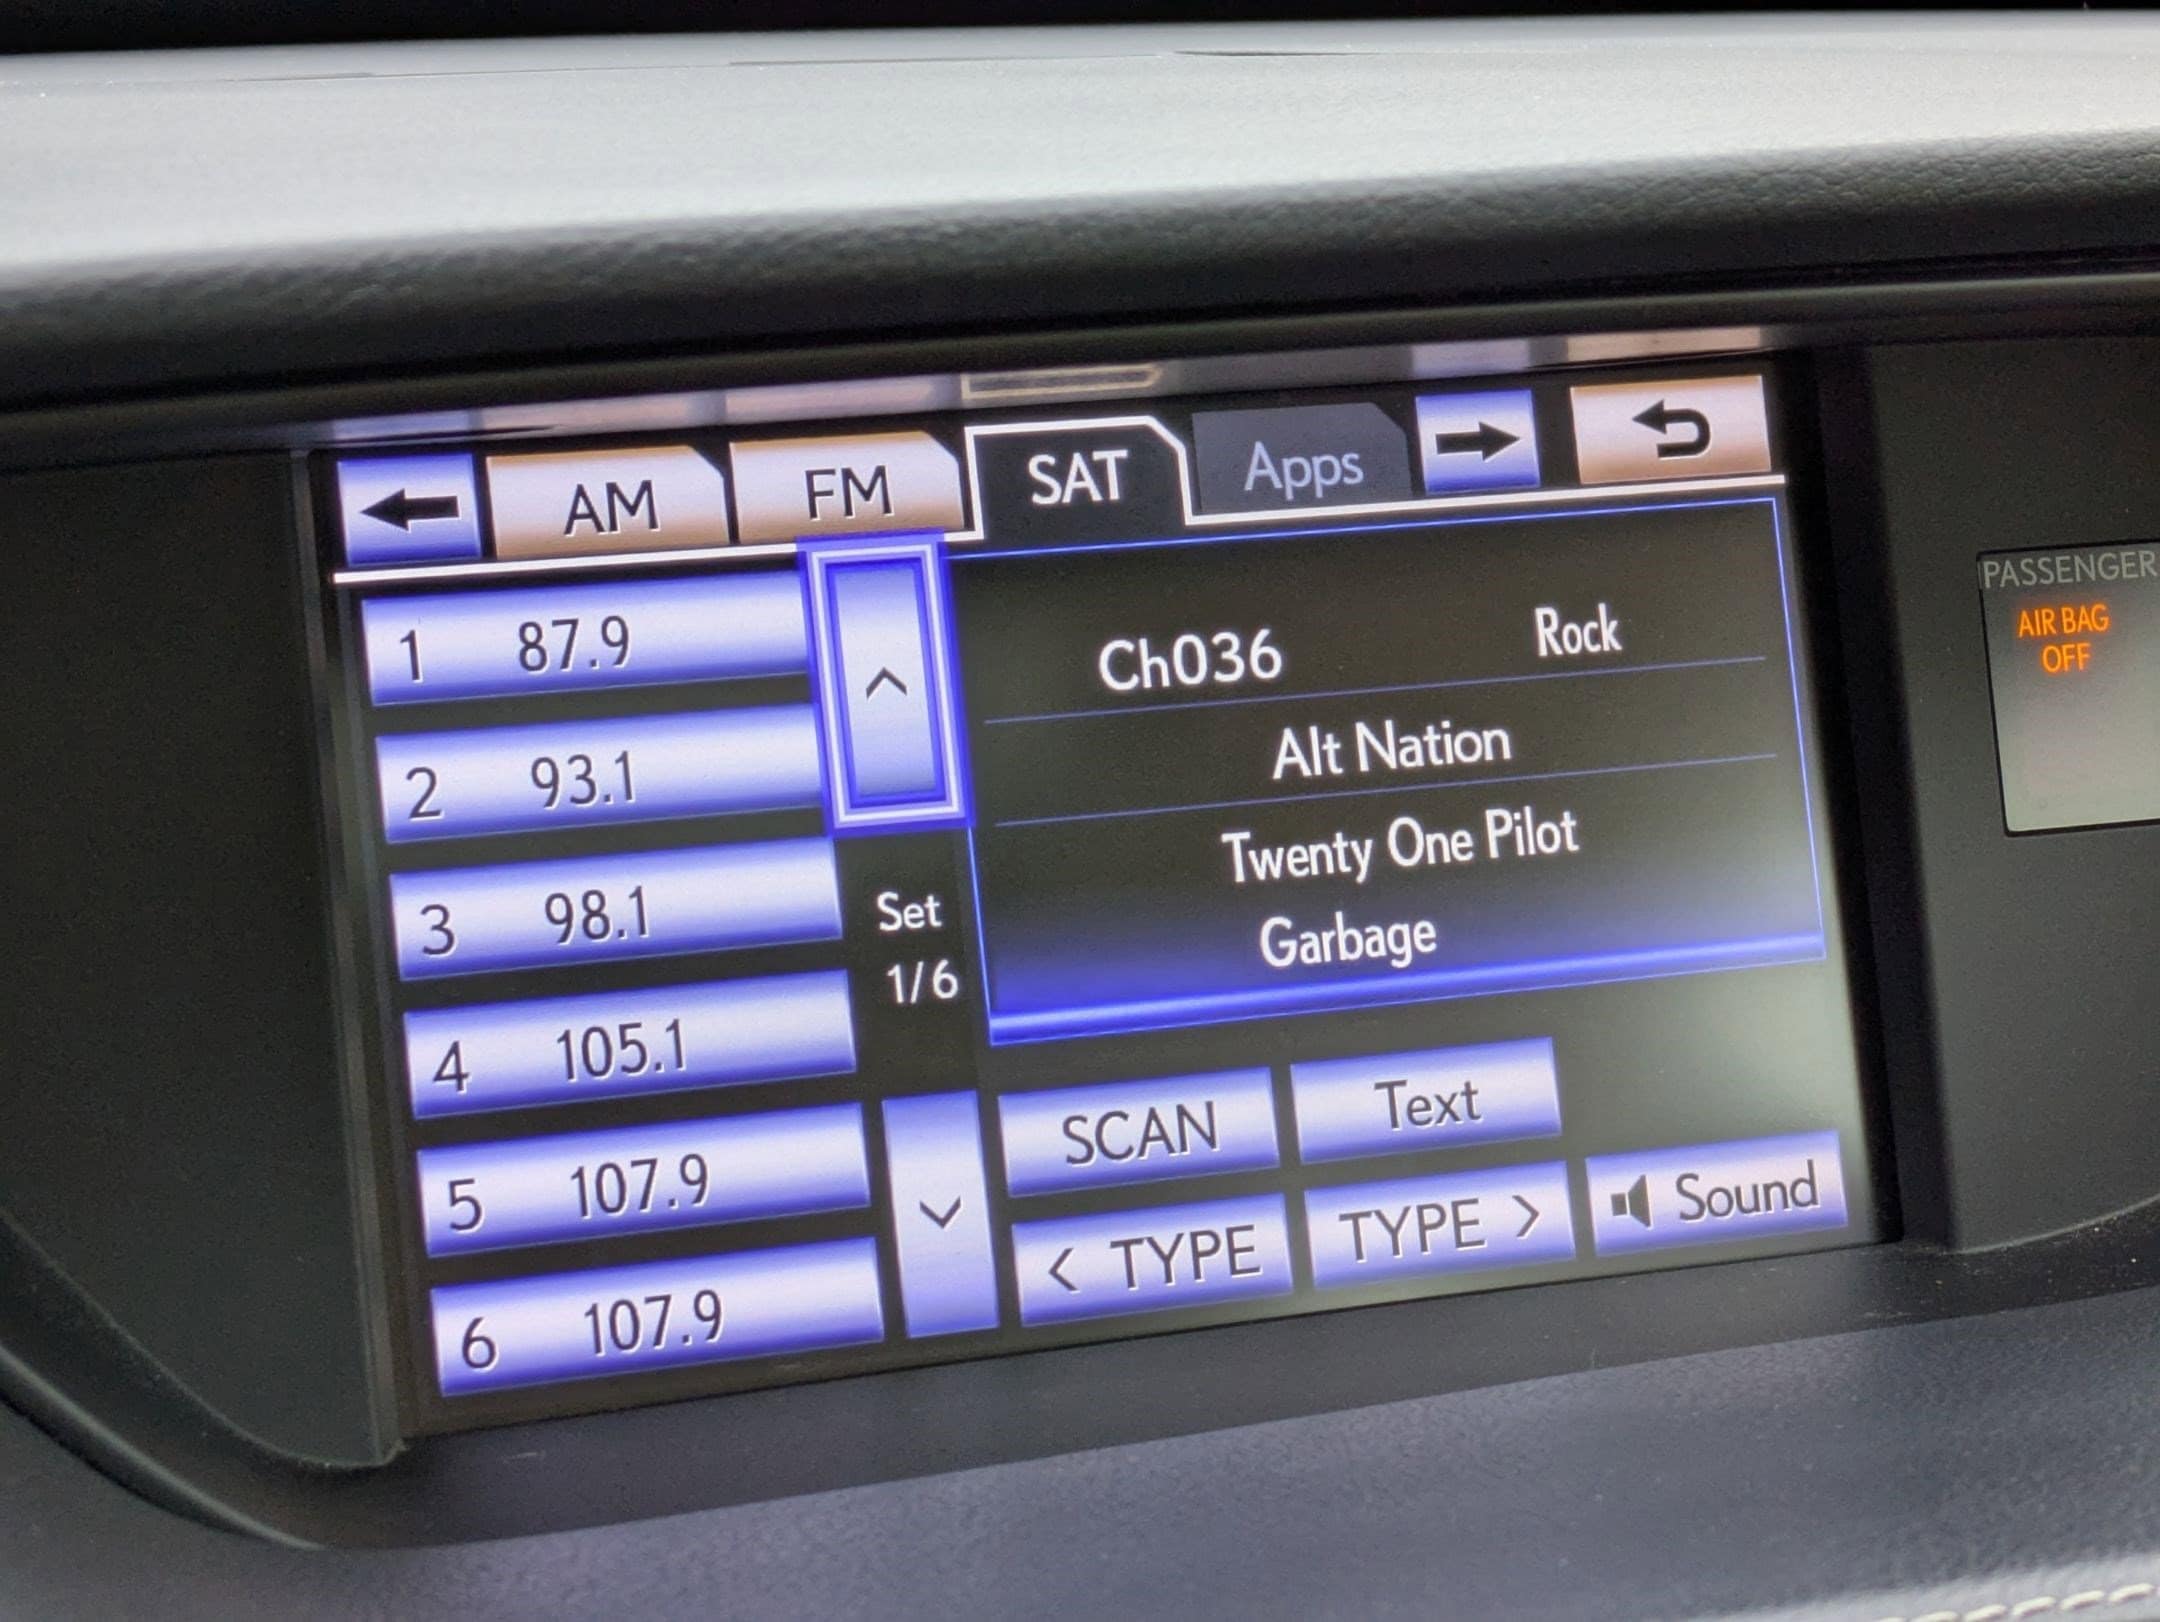 AM FM SAT Apps
1 87.9
2 93.1
3 98.1
4 105.1
5 107.9
6 107.9
Set
1/6
Ch036 Rock
Alt Nation
Twenty One Pilot
Garbage
SCAN Text
< TYPE TYPE > Sound
PASSENGER
AIR BAG
OFF